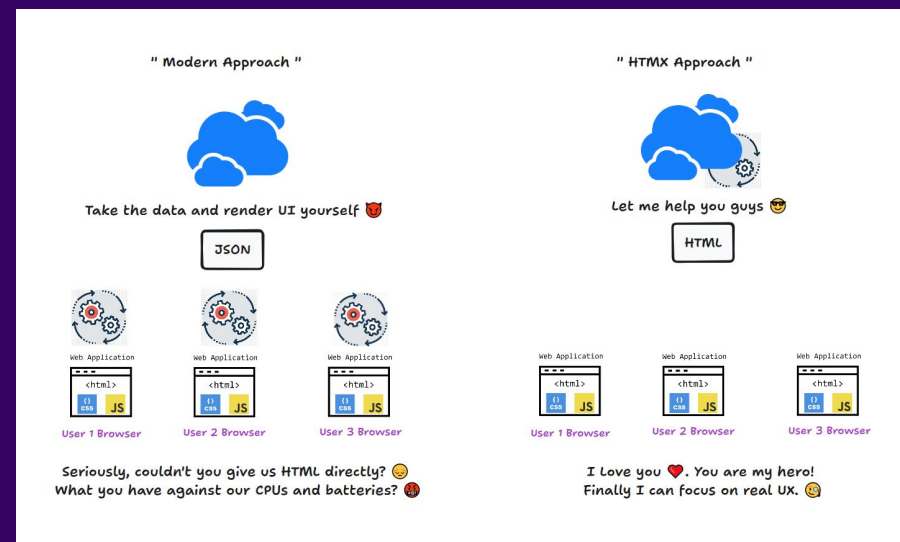 " Modern Approach "
Take the data and render UI yourself 😈
JSON
Web Application
<html>
{}
CSS
JS
User 1 Browser
Web Application
<html>
{}
CSS
JS
User 2 Browser
Web Application
<html>
{}
CSS
JS
User 3 Browser
Seriously, couldn't you give us HTML directly? 😞
What you have against our CPUs and batteries? 🤬
" HTMX Approach "
Let me help you guys 😎
HTML
Web Application
<html>
{}
CSS
JS
User 1 Browser
Web Application
<html>
{}
CSS
JS
User 2 Browser
Web Application
<html>
{}
CSS
JS
User 3 Browser
I Love you ❤️. You are my hero!
Finally I can focus on real UX. 🧐